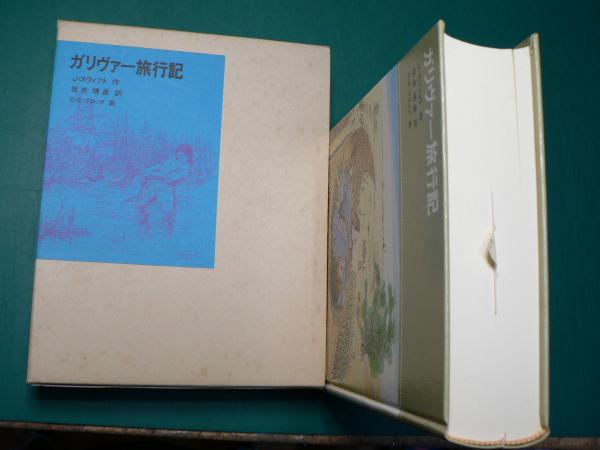 ガリヴァー旅行記
J・スウィフト 作
坂井晴彦 訳
C・E・ブロック 画
ガリヴァー旅行記